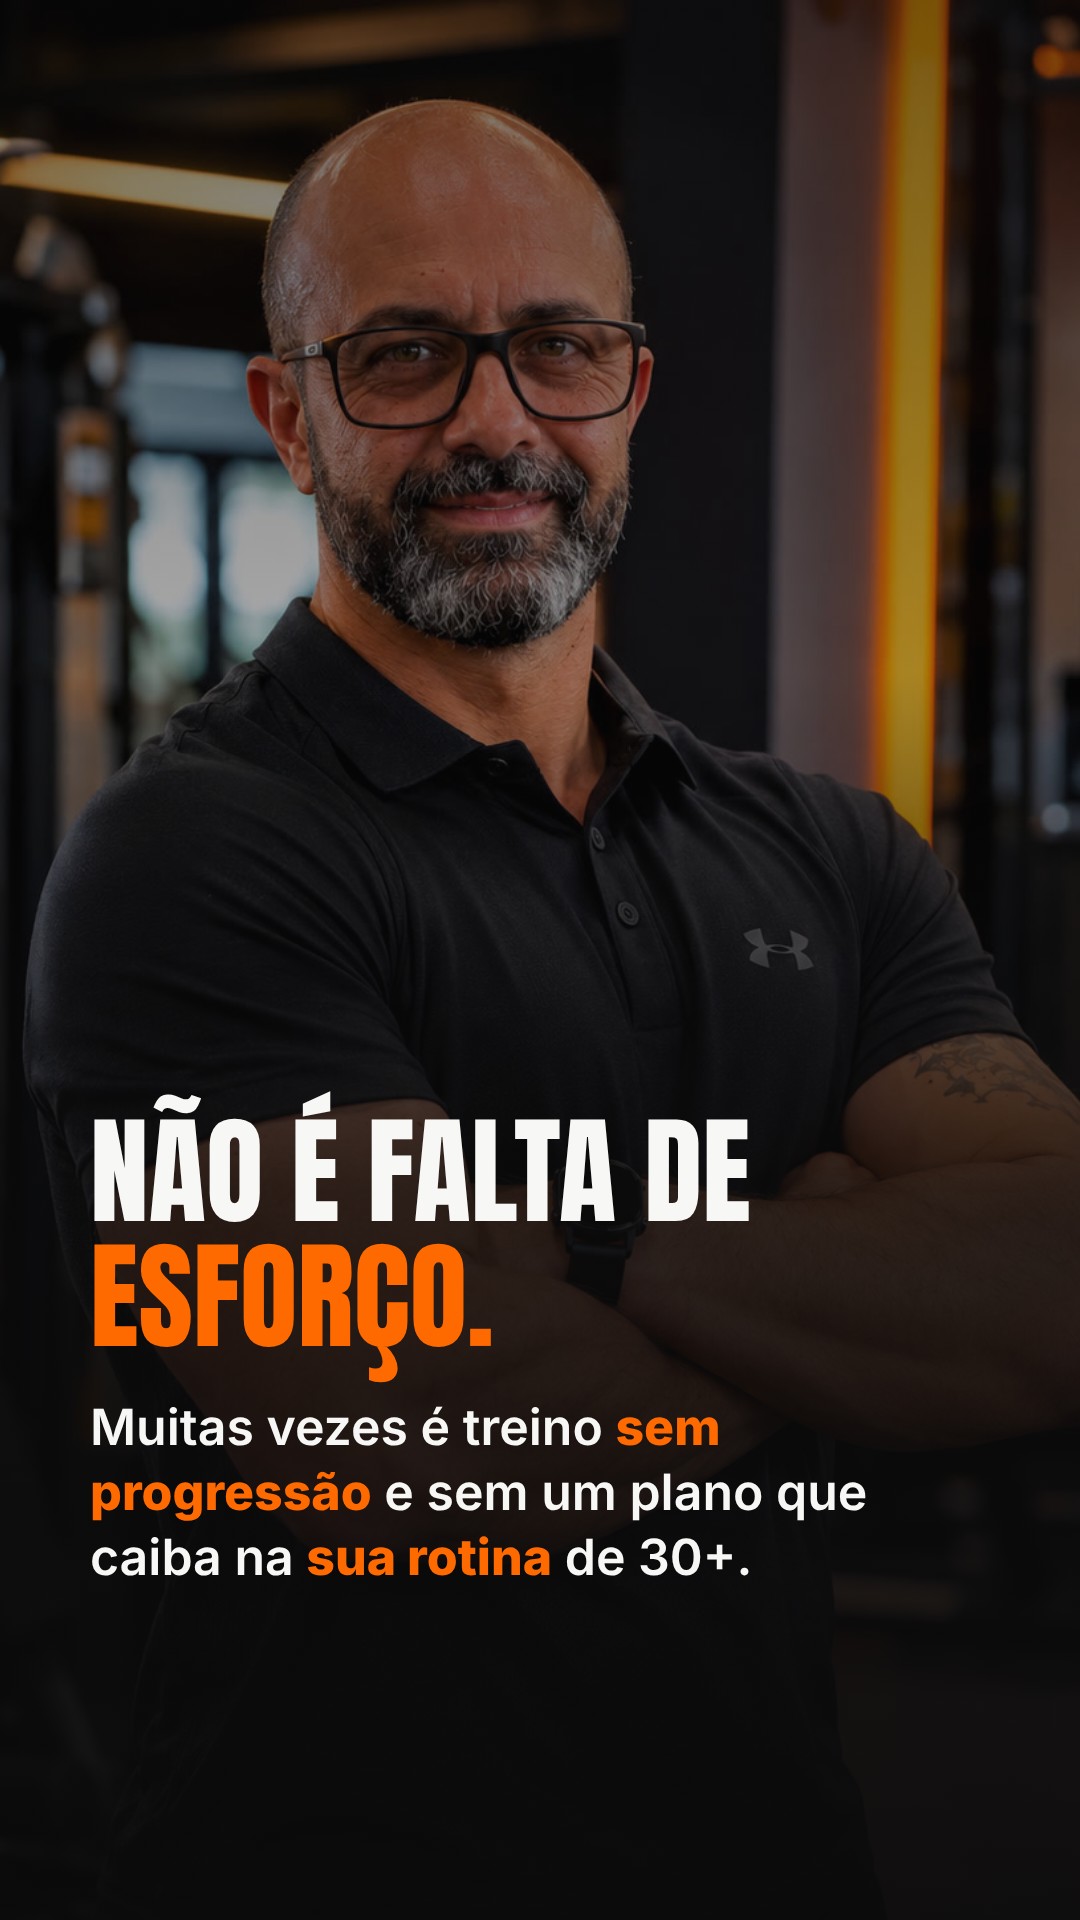 NÃO É FALTA DE
ESFORÇO.
Muitas vezes é treino sem
progressão e sem um plano que
caiba na sua rotina de 30+.